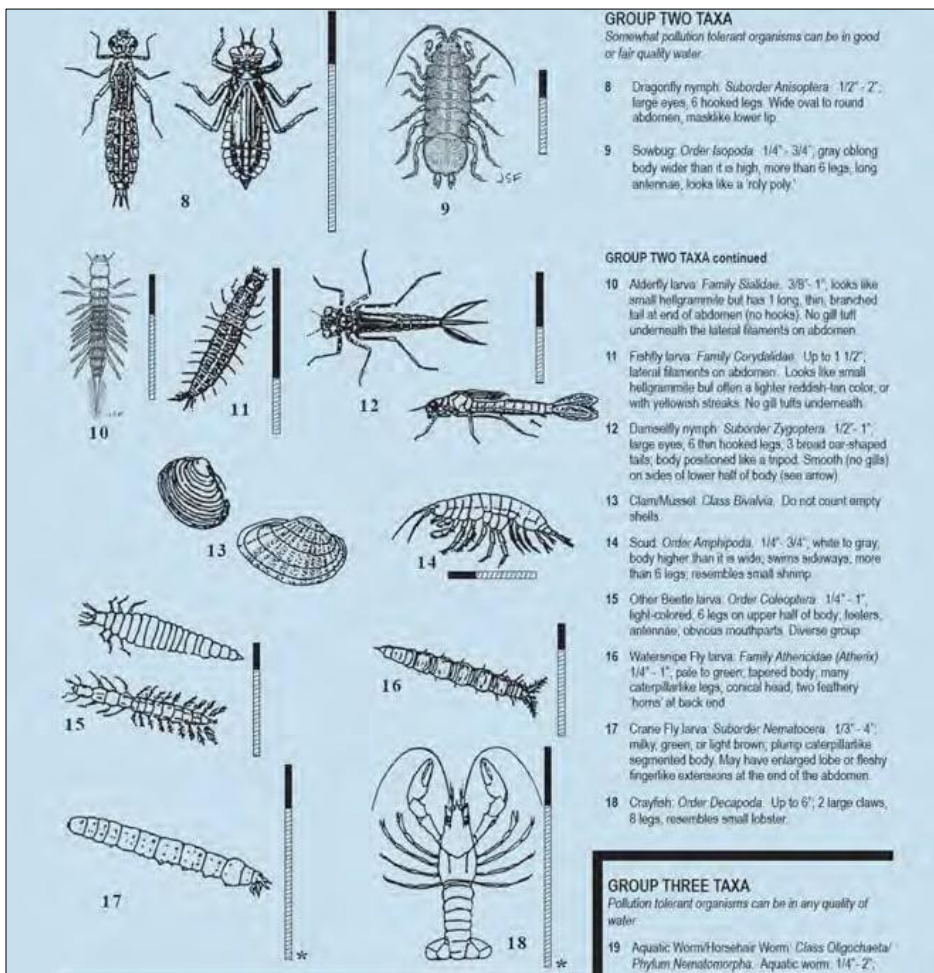 GROUP TWO TAXA
Somewhat pollution tolerant organisms can be in good
or fair quality water.
8 Dragonfly nymph: Suborder Anisoptera. 1/2" - 2";
large eyes, 6 hooked legs. Wide oval to round
abdomen, masklike lower lip.
9 Sowbug: Order Isopoda. 1/4" - 3/4", gray oblong
body wider than it is high, more than 6 legs, long
antennae, looks like a 'roly poly.'
8
JSF
9
GROUP TWO TAXA continued
10 Alderfly larva: Family Sialidae. 3/8"- 1"; looks like
small hellgrammite but has 1 long, thin, branched
tail at end of abdomen (no hooks). No gill tuft
underneath the lateral filaments on abdomen.
11 Fishfly larva: Family Corydalidae. Up to 1 1/2";
lateral filaments on abdomen. Looks like small
hellgrammite but often a lighter reddish-tan color, or
with yellowish streaks. No gill tufts underneath.
12 Damselfly nymph: Suborder Zygoptera. 1/2"- 1";
large eyes, 6 thin hooked legs, 3 broad oar-shaped
tails; body positioned like a tripod. Smooth (no gills)
on sides of lower half of body (see arrow)
13 Clam/Mussel: Class Bivalvia. Do not count empty
shells.
14 Scud: Order Amphipoda. 1/4"- 3/4"; white to gray,
body higher than it is wide; swims sideways; more
than 6 legs; resembles small shrimp.
15 Other Beetle larva: Order Coleoptera. 1/4" - 1",
light-colored; 6 legs on upper half of body; feelers,
antennae; obvious mouthparts. Diverse group.
16 Watersnipe Fly larva: Family Athericidae (Atherix)
1/4" - 1"; pale to green; tapered body; many
caterpillarlike legs, conical head, two feathery
'horns' at back end
17 Crane Fly larva: Suborder Nematocera. 1/3" - 4";
milky, green, or light brown; plump caterpillarlike
segmented body. May have enlarged lobe or fleshy
fingerlike extensions at the end of the abdomen.
18 Crayfish: Order Decapoda. Up to 6"; 2 large claws,
8 legs, resembles small lobster.
10
JSF
11
12
13
14
15
16
17
*
18
*
GROUP THREE TAXA
Pollution tolerant organisms can be in any quality of
water
19 Aquatic Worm/Horsehair Worm: Class Oligochaeta/
Phylum Nematomorpha. Aquatic worm: 1/4"- 2";